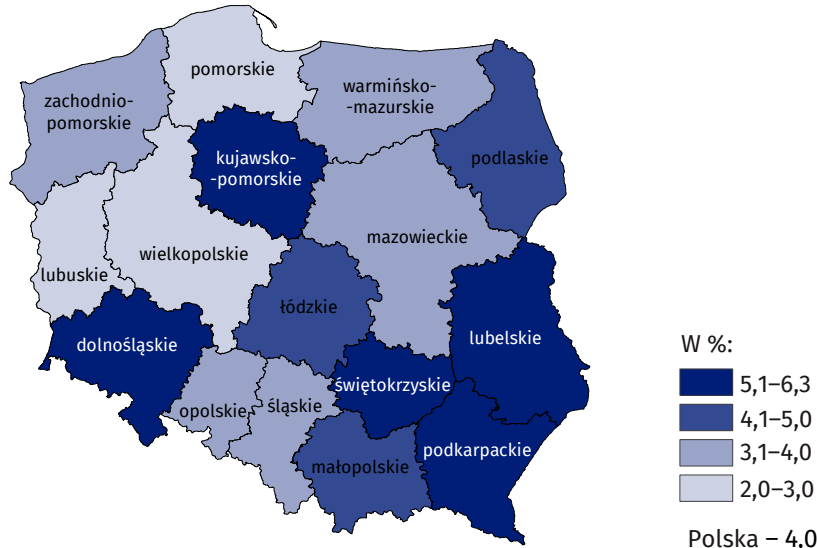 pomorskie
zachodnio-
pomorskie
warmińsko-
-mazurskie
kujawsko-
-pomorskie
podlaskie
wielkopolskie
mazowieckie
lubuskie
łódzkie
dolnośląskie
lubelskie
opolskie
śląskie
świętokrzyskie
małopolskie
podkarpackie
W %:
5,1–6,3
4,1–5,0
3,1–4,0
2,0–3,0
Polska – 4,0